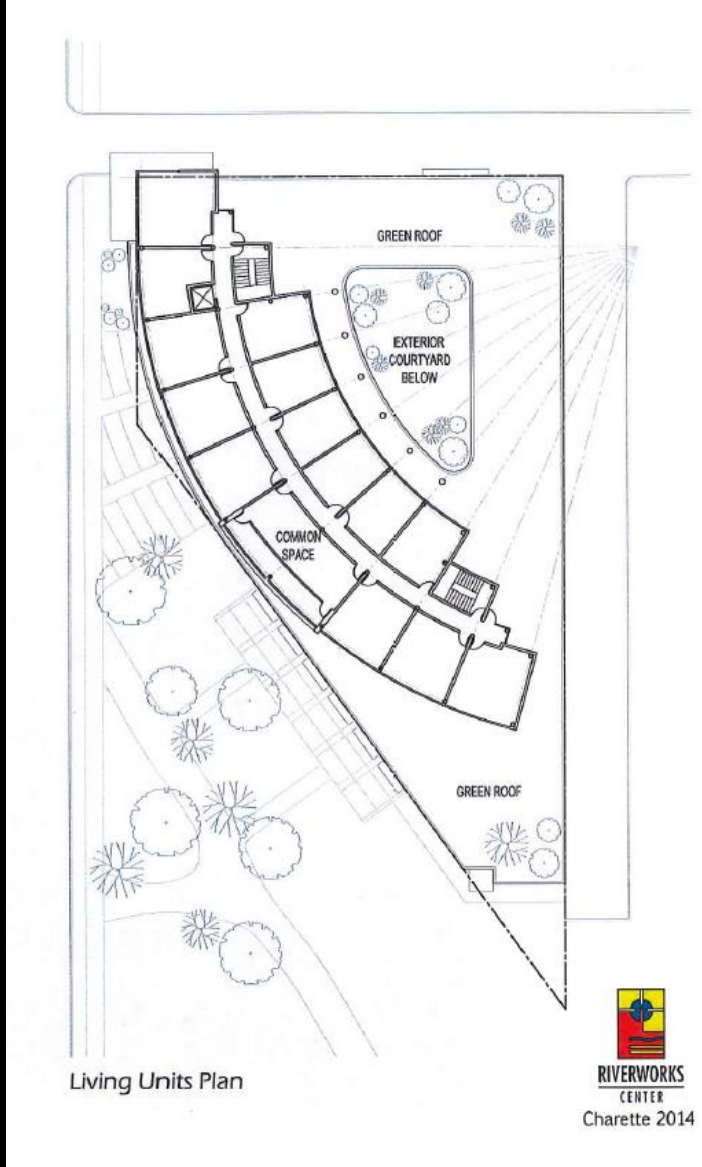 GREEN ROOF
EXTERIOR
COURTYARD
BELOW
COMMON
SPACE
GREEN ROOF
Living Units Plan
RIVERWORKS
CENTER
Charette 2014